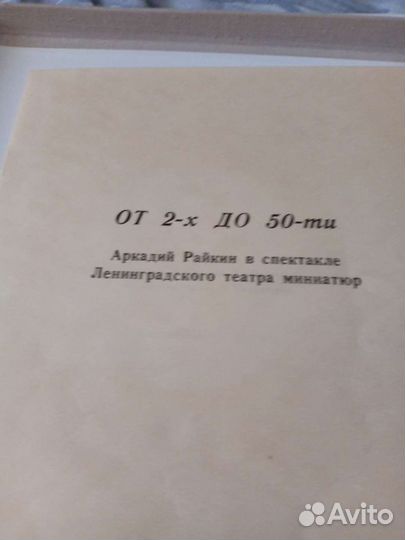 ОТ 2-х ДО 50-ти
Аркадий Райкин в спектакле
Ленинградского театра миниатюр
Avito